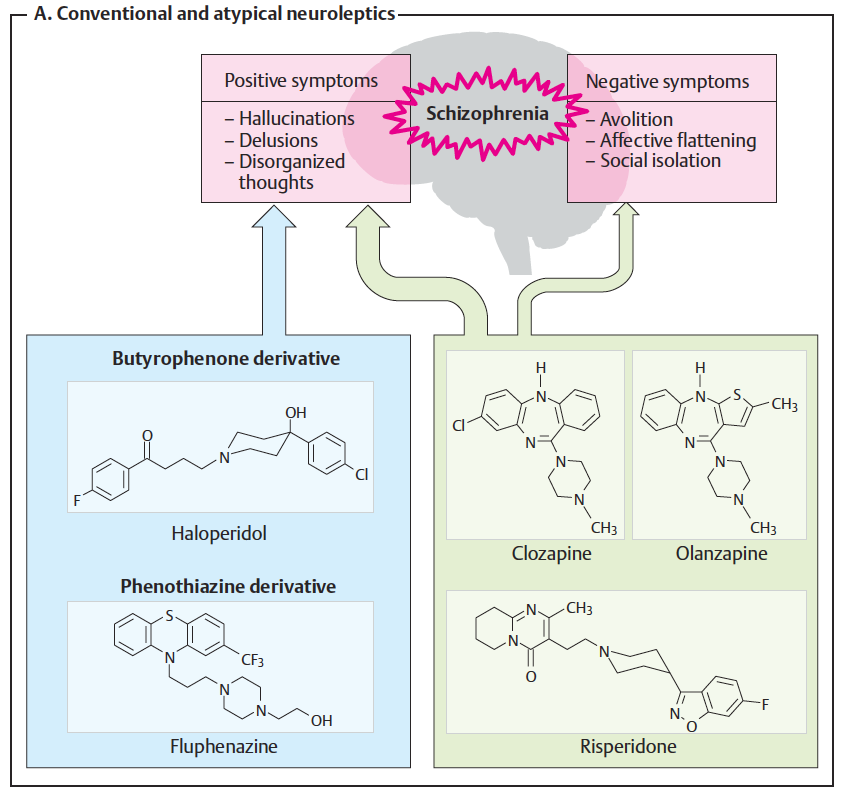 A. Conventional and atypical neuroleptics
Positive symptoms
– Hallucinations
– Delusions
– Disorganized
thoughts
Schizophrenia
Negative symptoms
– Avolition
– Affective flattening
– Social isolation
Butyrophenone derivative
O
OH
N
F
Cl
Haloperidol
Phenothiazine derivative
S
N
CF3
N
N
OH
Fluphenazine
H
N
Cl
N
N
N
CH3
Clozapine
H
N
S
CH3
N
N
N
CH3
Olanzapine
N
CH3
N
O
N
F
N
O
Risperidone